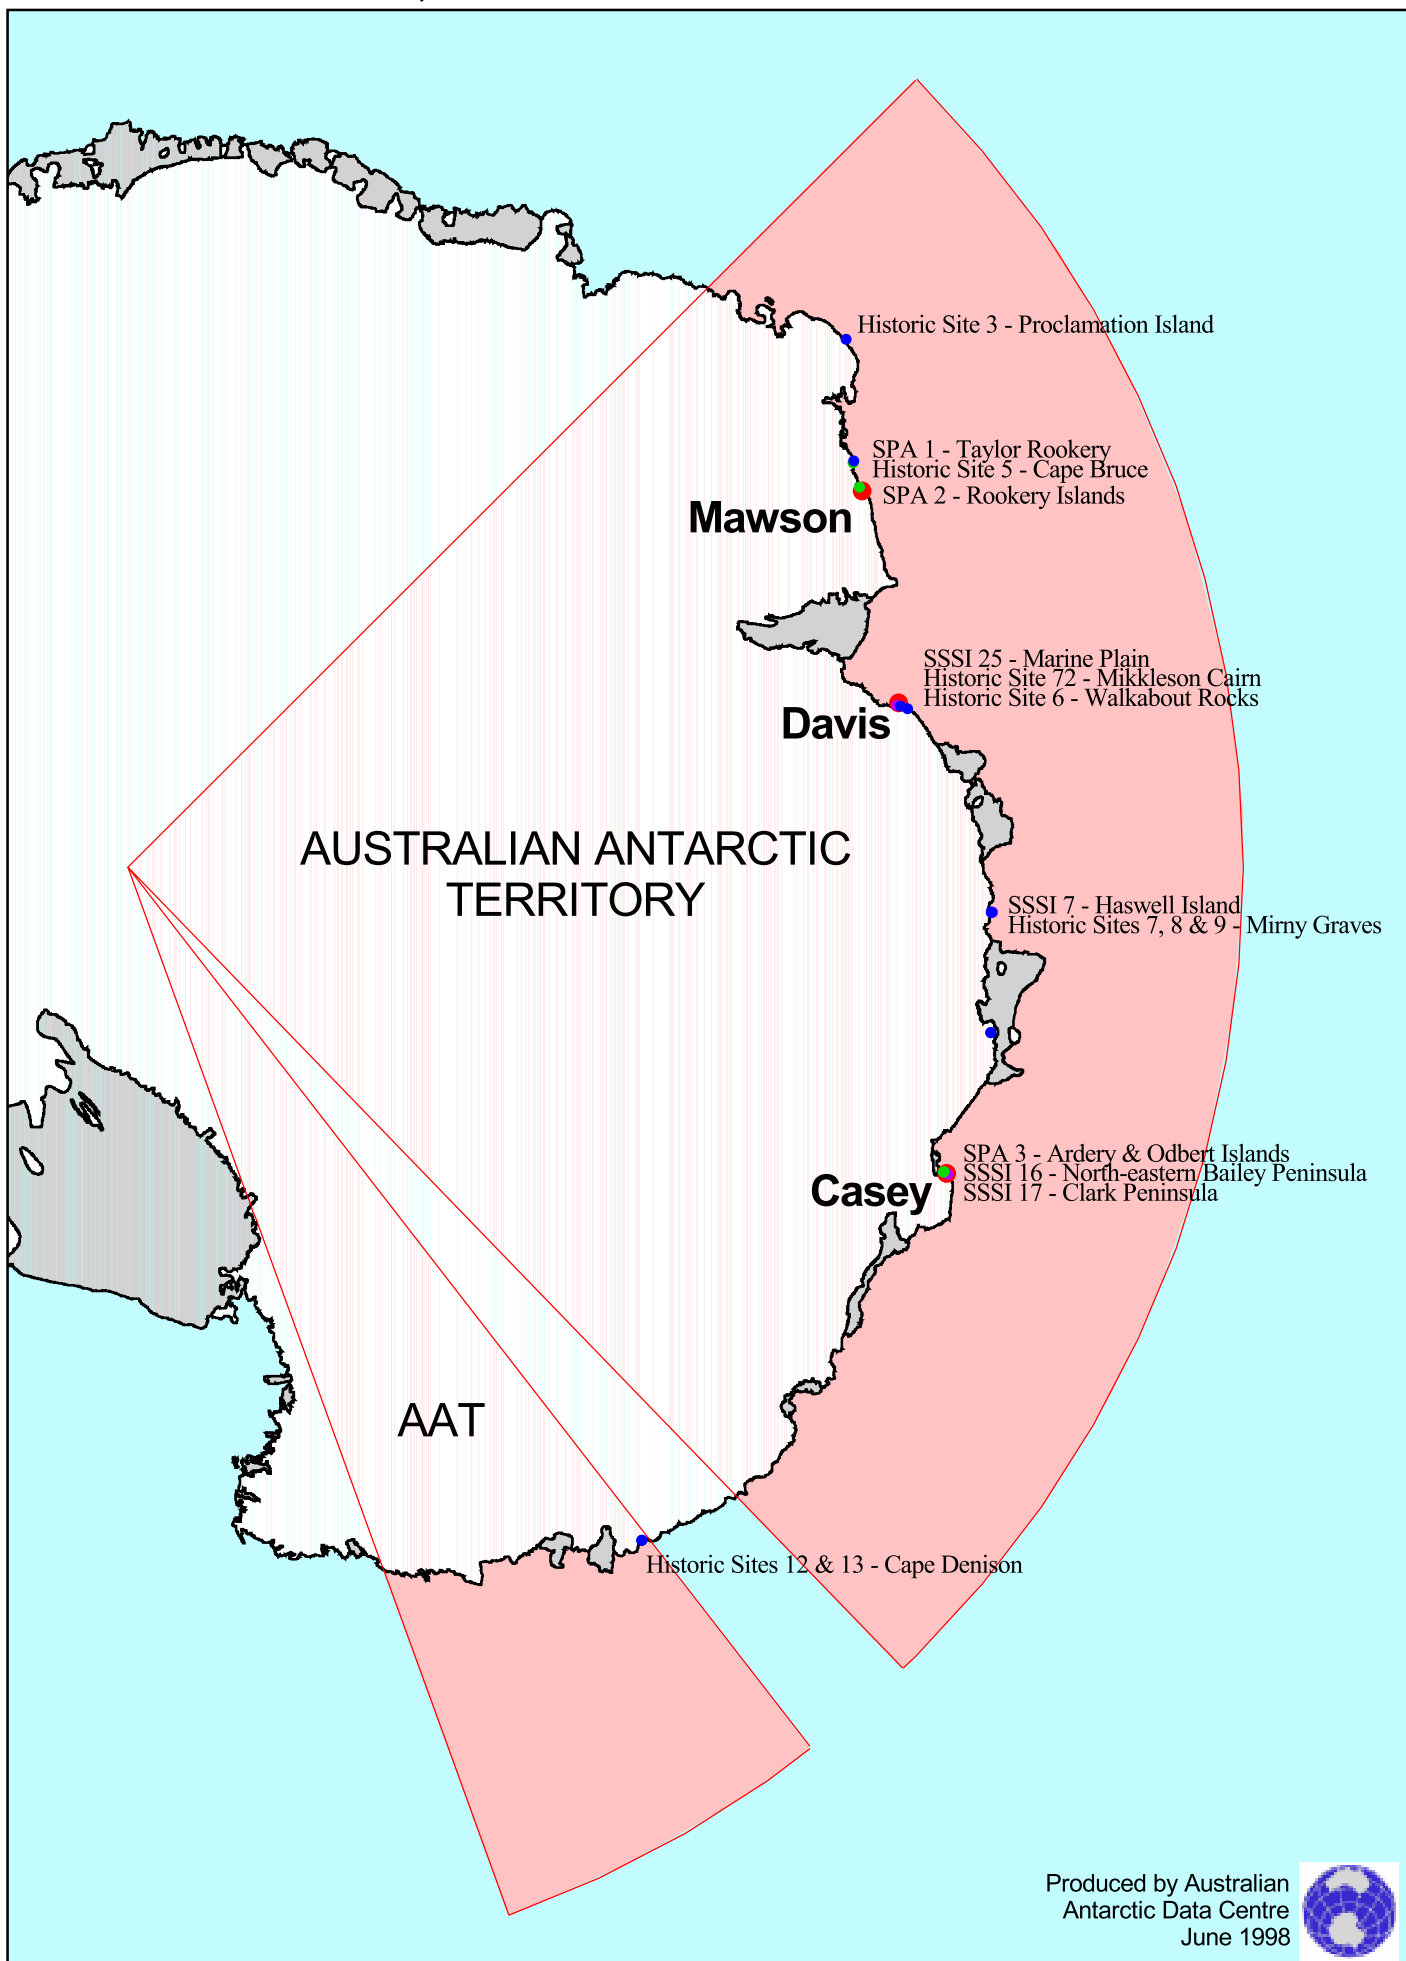 Historic Site 3 - Proclamation Island
SPA 1 - Taylor Rookery
Historic Site 5 - Cape Bruce
SPA 2 - Rookery Islands
Mawson
SSSI 25 - Marine Plain
Historic Site 72 - Mikkleson Cairn
Historic Site 6 - Walkabout Rocks
Davis
AUSTRALIAN ANTARCTIC
TERRITORY
SSSI 7 - Haswell Island
Historic Sites 7, 8 & 9 - Mirny Graves
SPA 3 - Ardery & Odbert Islands
SSSI 16 - North-eastern Bailey Peninsula
SSSI 17 - Clark Peninsula
Casey
AAT
Historic Sites 12 & 13 - Cape Denison
Produced by Australian
Antarctic Data Centre
June 1998